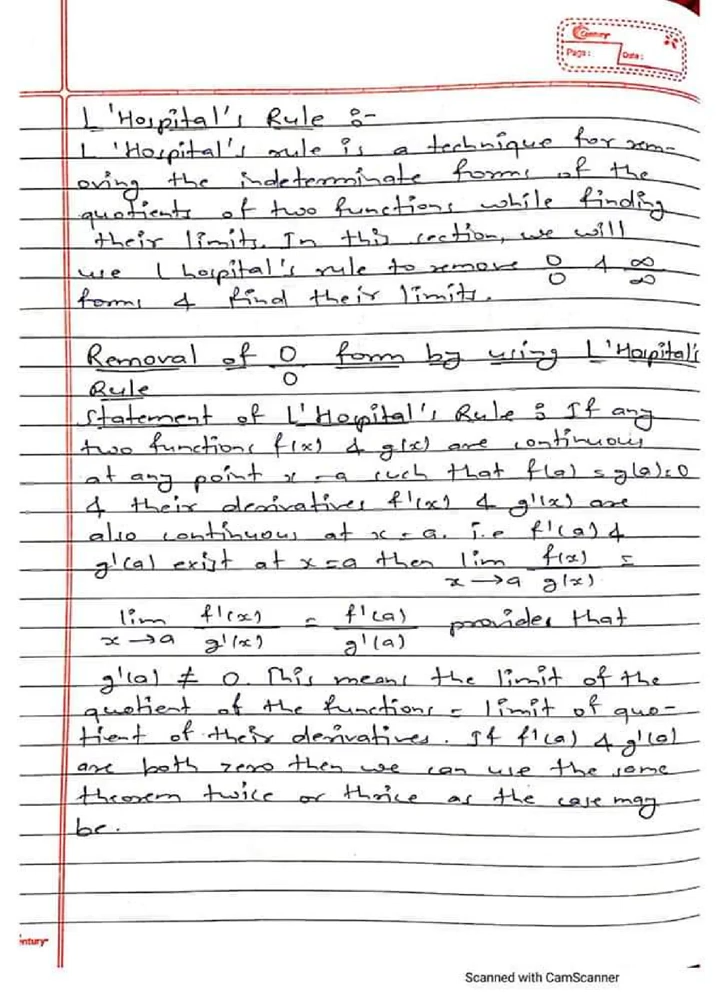 Century
Page: Date:
L'Hospital's Rule :-
L'Hospital's rule is a technique for rem-
oving the indeterminate forms of the
quotients of two functions while finding
their limits. In this section, we will
use l hospital's rule to remove 0/0 & ∞/∞
forms & find their limits.
Removal of 0/0 form by using L'Hospital's
Rule
Statement of L'Hospital's Rule : If any
two functions f(x) & g(x) are continuous
at any point x = a such that f(a) = g(a) = 0
& their derivatives f'(x) & g'(x) are
also continuous at x = a. i.e f'(a) &
g'(a) exist at x = a then lim x→a f(x)/g(x) =
lim x→a f'(x)/g'(x) = f'(a)/g'(a) provides that
g'(a) ≠ 0. This means the limit of the
quotient of the functions = limit of quo-
tient of their derivatives. If f'(a) & g'(a)
are both zero then we can use the same
theorem twice or thrice as the case may
be.
ntury
Scanned with CamScanner